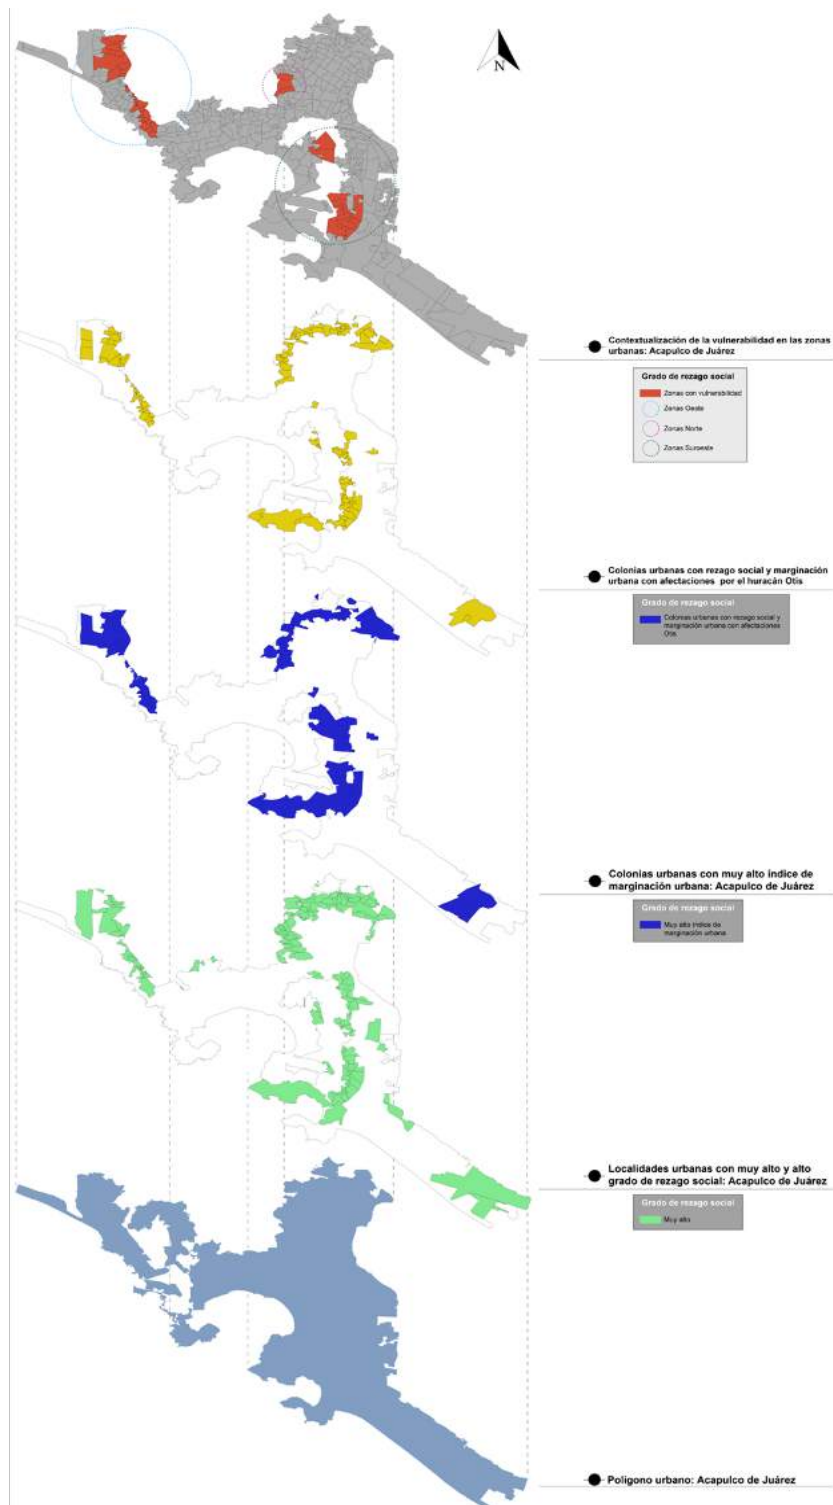 N
Contextualización de la vulnerabilidad en las zonas
urbanas: Acapulco de Juárez
Grado de rezago social
Zonas con vulnerabilidad
Zonas Oeste
Zonas Norte
Zonas Suroeste
Colonias urbanas con rezago social y marginación
urbana con afectaciones por el huracán Otis
Grado de rezago social
Colonias urbanas con rezago social y
marginación urbana con afectaciones
Otis
Colonias urbanas con muy alto índice de
marginación urbana: Acapulco de Juárez
Grado de rezago social
Muy alto índice de
marginación urbana
Localidades urbanas con muy alto y alto
grado de rezago social: Acapulco de Juárez
Grado de rezago social
Muy alto
Polígono urbano: Acapulco de Juárez